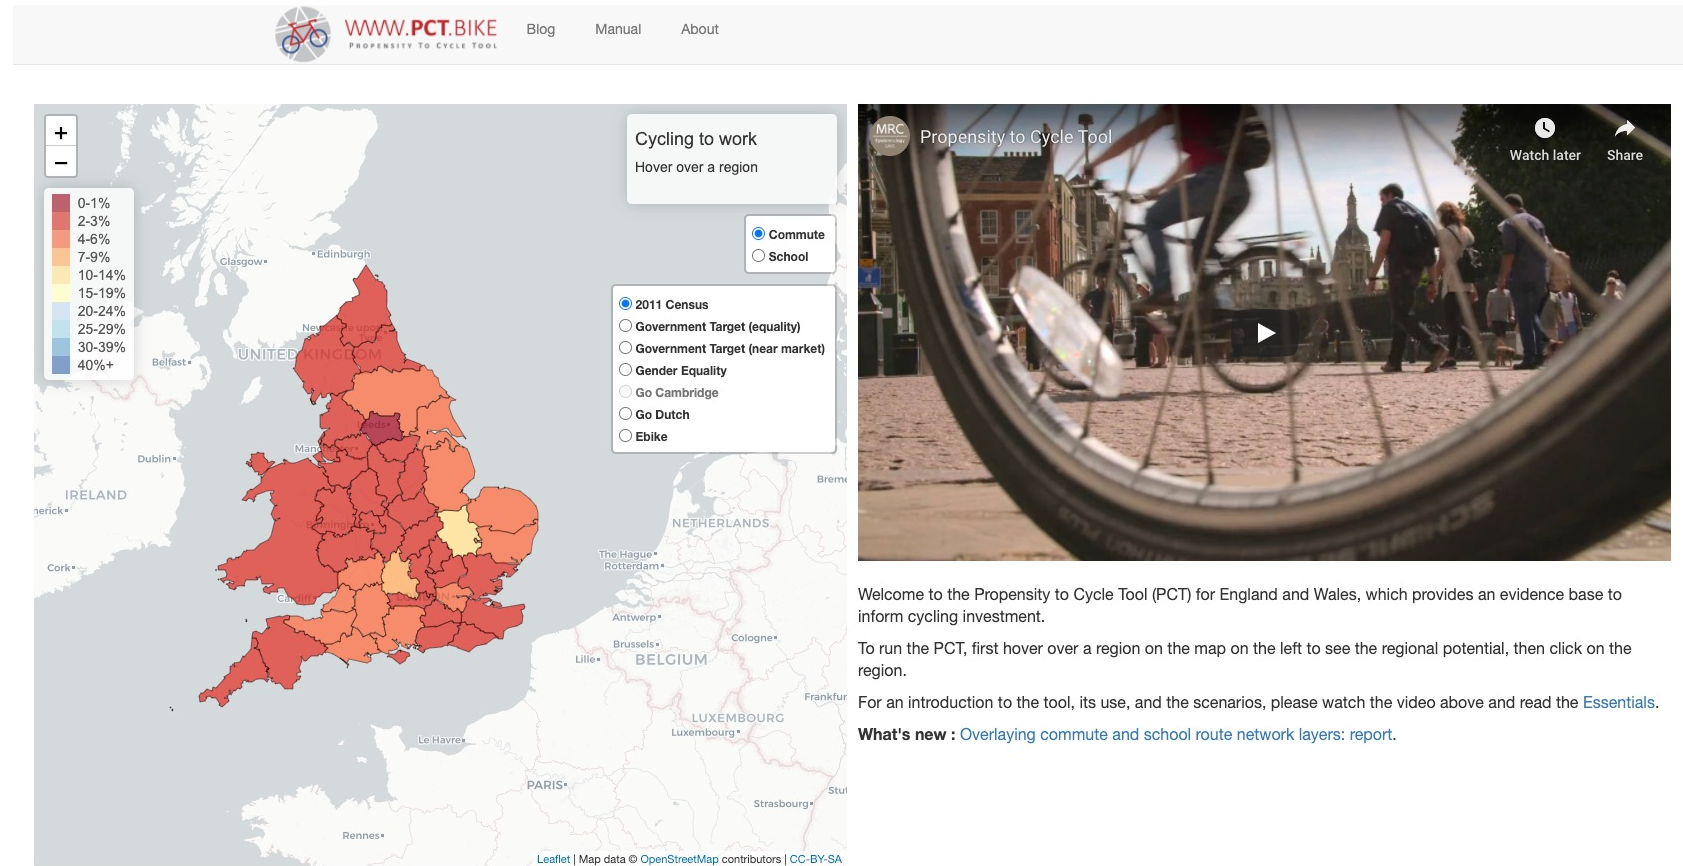 WWW.PCT.BIKE
PROPENSITY TO CYCLE TOOL
Blog
Manual
About
+
−
0-1%
2-3%
4-6%
7-9%
10-14%
15-19%
20-24%
25-29%
30-39%
40%+
Cycling to work
Hover over a region
Commute
School
2011 Census
Government Target (equality)
Government Target (near market)
Gender Equality
Go Cambridge
Go Dutch
Ebike
Edinburgh
Glasgow
UNITED KINGDOM
Belfast
Leeds
Dublin
IRELAND
merick
Birmingham
Cork
Cardiff
LONDON
Breme
NETHERLANDS
The Hague
Rotterdam
Antwerp
Brussels
Cologne
Lille
BELGIUM
Frankfur
LUXEMBOURG
Luxembourg
Le Havre
PARIS
Stut
Strasbourg
Rennes
Leaflet | Map data © OpenStreetMap contributors | CC-BY-SA
MRC
Propensity to Cycle Tool
Watch later
Share
Welcome to the Propensity to Cycle Tool (PCT) for England and Wales, which provides an evidence base to
inform cycling investment.
To run the PCT, first hover over a region on the map on the left to see the regional potential, then click on the
region.
For an introduction to the tool, its use, and the scenarios, please watch the video above and read the Essentials.
What's new : Overlaying commute and school route network layers: report.